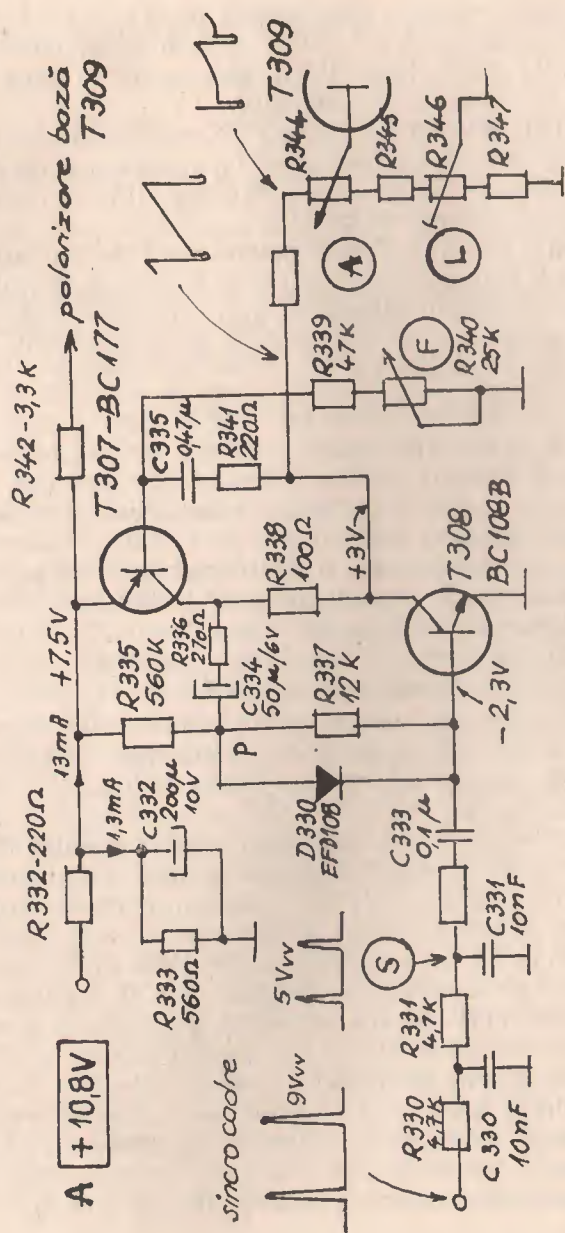 A +10,8V
R332-220Ω
13mA
+7,5V
R342-3,3K
polarizare bază
T309
1,3mA
C332
200µ
10V
R333
560Ω
R335
560K
T307-BC177
C335
0,47µ
R341
220Ω
R336
270Ω
C334
50µ/6V
R338
100Ω
+3V
P
R337
12K
D330
EFD108
T308
BC108B
-2,3V
R339
47K
F
R340
25K
T309
R344
A
R345
R346
L
R347
sincro cadre
9Vvv
5Vvv
S
R330
4,7K
C330
10nF
R331
4,7K
C331
10nF
C333
0,1µ